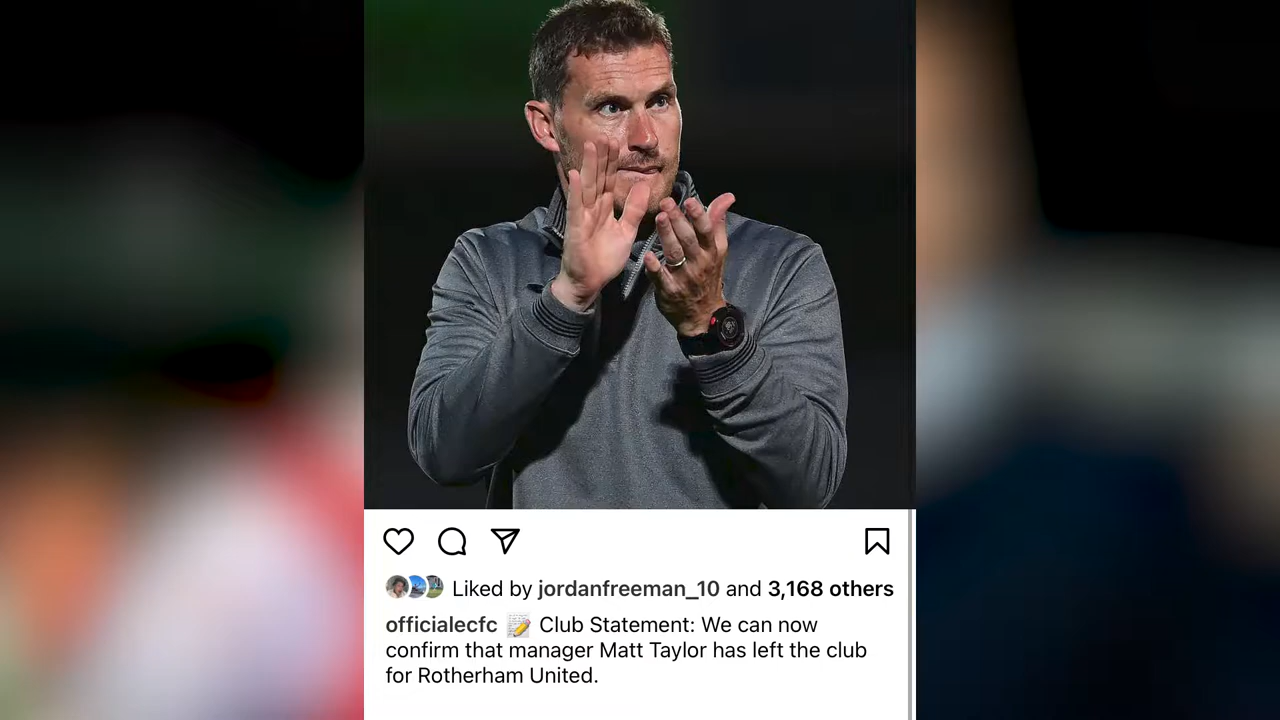 Liked by jordanfreeman_10 and 3,168 others
officialecfc 📝 Club Statement: We can now
confirm that manager Matt Taylor has left the club
for Rotherham United.